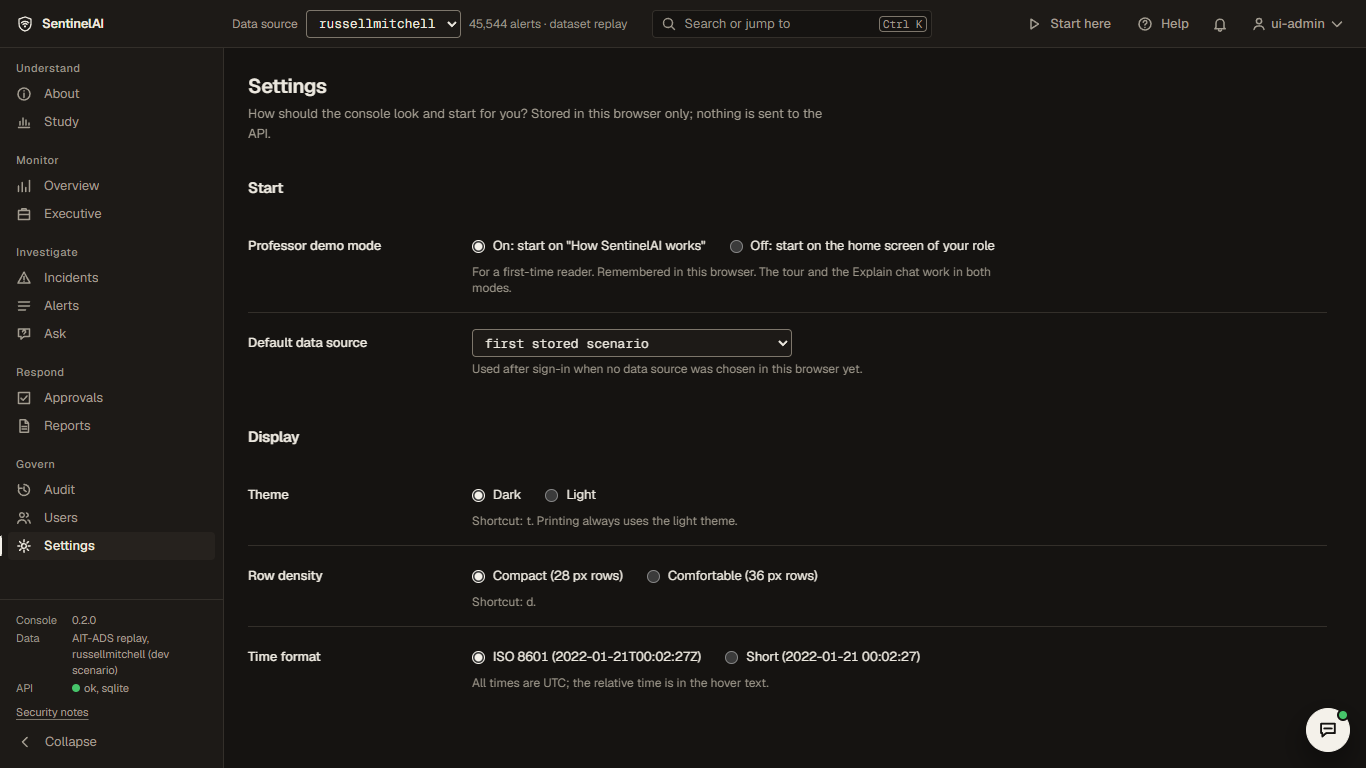 SentinelAI
Data source
russellmitchell
45,544 alerts · dataset replay
Search or jump to
Ctrl K
Start here
Help
ui-admin
Understand
About
Study
Monitor
Overview
Executive
Investigate
Incidents
Alerts
Ask
Respond
Approvals
Reports
Govern
Audit
Users
Settings
Console 0.2.0
Data AIT-ADS replay,
russellmitchell (dev
scenario)
API ok, sqlite
Security notes
Collapse
Settings
How should the console look and start for you? Stored in this browser only; nothing is sent to the
API.
Start
Professor demo mode
On: start on "How SentinelAI works"
Off: start on the home screen of your role
For a first-time reader. Remembered in this browser. The tour and the Explain chat work in both
modes.
Default data source
first stored scenario
Used after sign-in when no data source was chosen in this browser yet.
Display
Theme
Dark
Light
Shortcut: t. Printing always uses the light theme.
Row density
Compact (28 px rows)
Comfortable (36 px rows)
Shortcut: d.
Time format
ISO 8601 (2022-01-21T00:02:27Z)
Short (2022-01-21 00:02:27)
All times are UTC; the relative time is in the hover text.